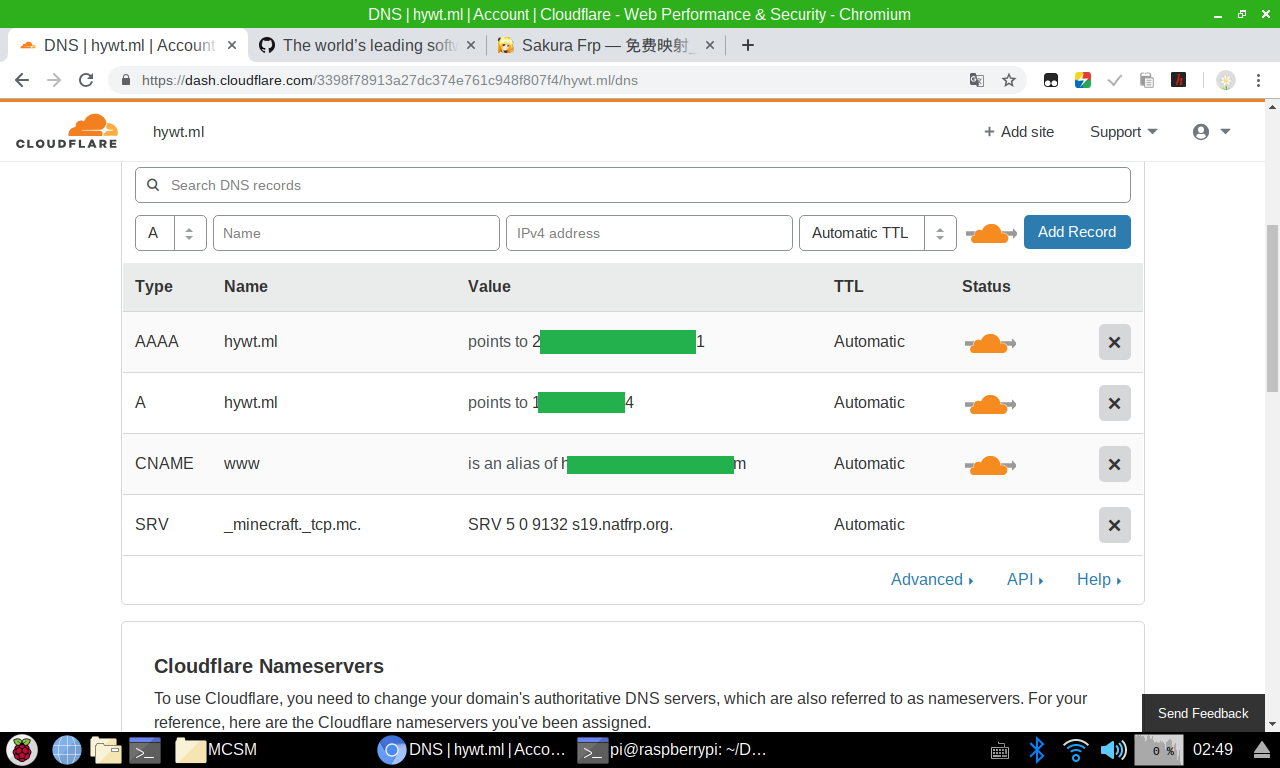 DNS | hywt.ml | Account | Cloudflare - Web Performance & Security - Chromium
DNS | hywt.ml | Account
The world's leading softw
Sakura Frp — 免费映射_
https://dash.cloudflare.com/3398f78913a27dc374e761c948f807f4/hywt.ml/dns
CLOUDFLARE
hywt.ml
+ Add site
Support
Search DNS records
A
Name
IPv4 address
Automatic TTL
Add Record
Type Name Value TTL Status
AAAA hywt.ml points to 2 1 Automatic
A hywt.ml points to 1 4 Automatic
CNAME www is an alias of h m Automatic
SRV _minecraft._tcp.mc. SRV 5 0 9132 s19.natfrp.org. Automatic
Advanced
API
Help
Cloudflare Nameservers
To use Cloudflare, you need to change your domain's authoritative DNS servers, which are also referred to as nameservers. For your
reference, here are the Cloudflare nameservers you've been assigned.
Send Feedback
MCSM
DNS | hywt.ml | Acco…
pi@raspberrypi: ~/D…
0 %
02:49